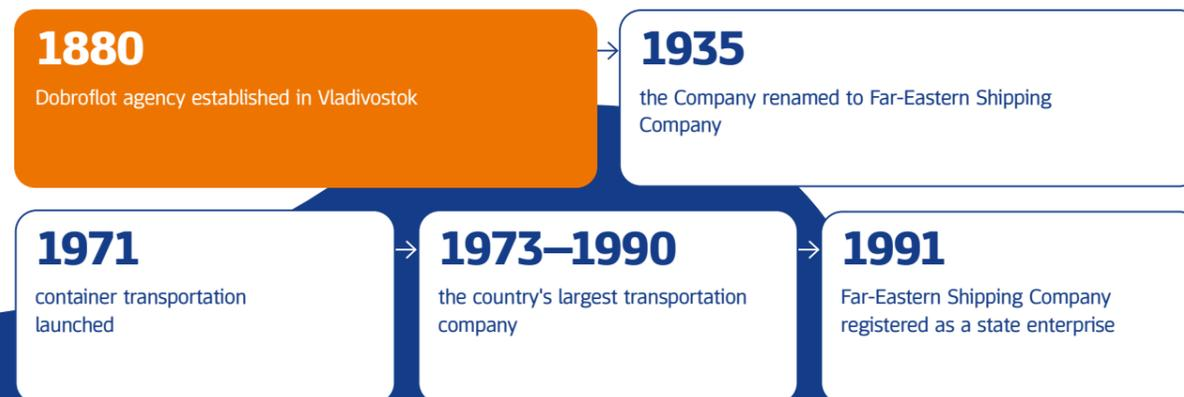 1880
Dobroflot agency established in Vladivostok
1935
the Company renamed to Far-Eastern Shipping
Company
1971
container transportation
launched
1973–1990
the country's largest transportation
company
1991
Far-Eastern Shipping Company
registered as a state enterprise